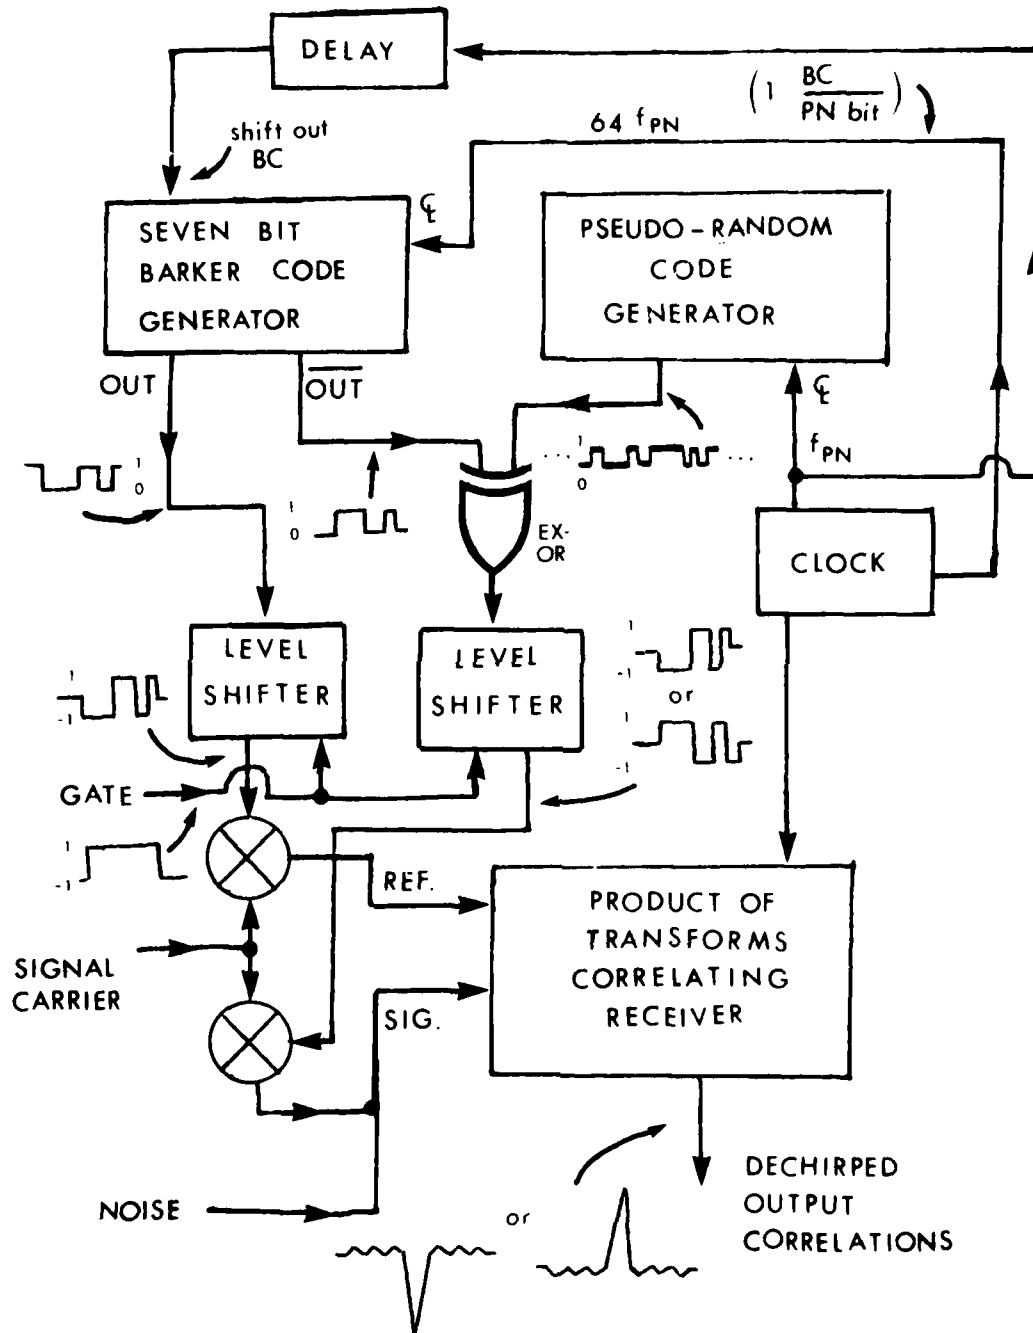 DELAY
(1 BC / PN bit)
64 fPN
shift out
BC
℄
SEVEN BIT
BARKER CODE
GENERATOR
PSEUDO-RANDOM
CODE
GENERATOR
OUT
O̅U̅T̅
℄
fPN
1
0
1
0
... 1
0 ...
EX-
OR
CLOCK
LEVEL
SHIFTER
LEVEL
SHIFTER
1
-1
1
-1
or
1
-1
GATE
1
-1
REF.
PRODUCT OF
TRANSFORMS
CORRELATING
RECEIVER
SIGNAL
CARRIER
SIG.
NOISE
or
DECHIRPED
OUTPUT
CORRELATIONS